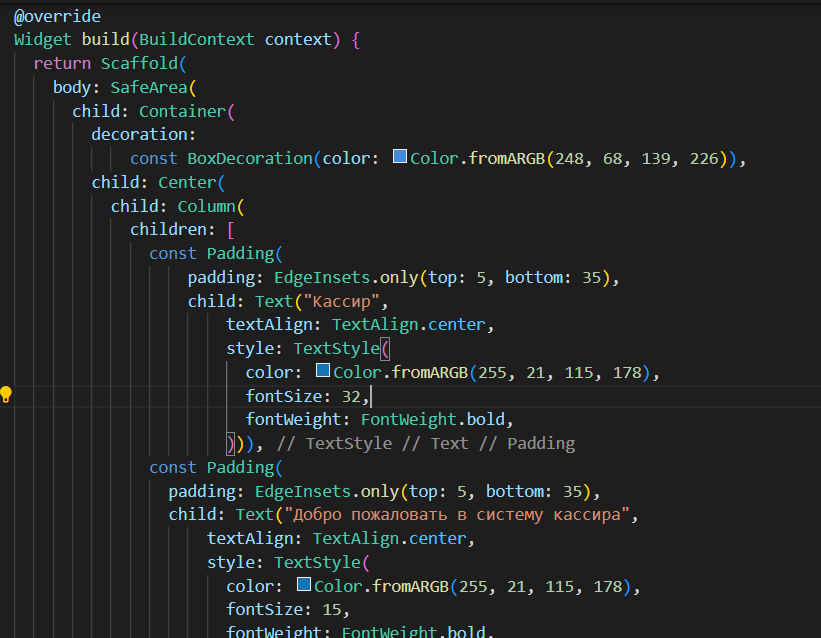 @override
Widget build(BuildContext context) {
return Scaffold(
body: SafeArea(
child: Container(
decoration:
const BoxDecoration(color: Color.fromARGB(248, 68, 139, 226)),
child: Center(
child: Column(
children: [
const Padding(
padding: EdgeInsets.only(top: 5, bottom: 35),
child: Text("Кассир",
textAlign: TextAlign.center,
style: TextStyle(
color: Color.fromARGB(255, 21, 115, 178),
fontSize: 32,
fontWeight: FontWeight.bold,
))), // TextStyle // Text // Padding
const Padding(
padding: EdgeInsets.only(top: 5, bottom: 35),
child: Text("Добро пожаловать в систему кассира",
textAlign: TextAlign.center,
style: TextStyle(
color: Color.fromARGB(255, 21, 115, 178),
fontSize: 15,
fontWeight: FontWeight.bold,